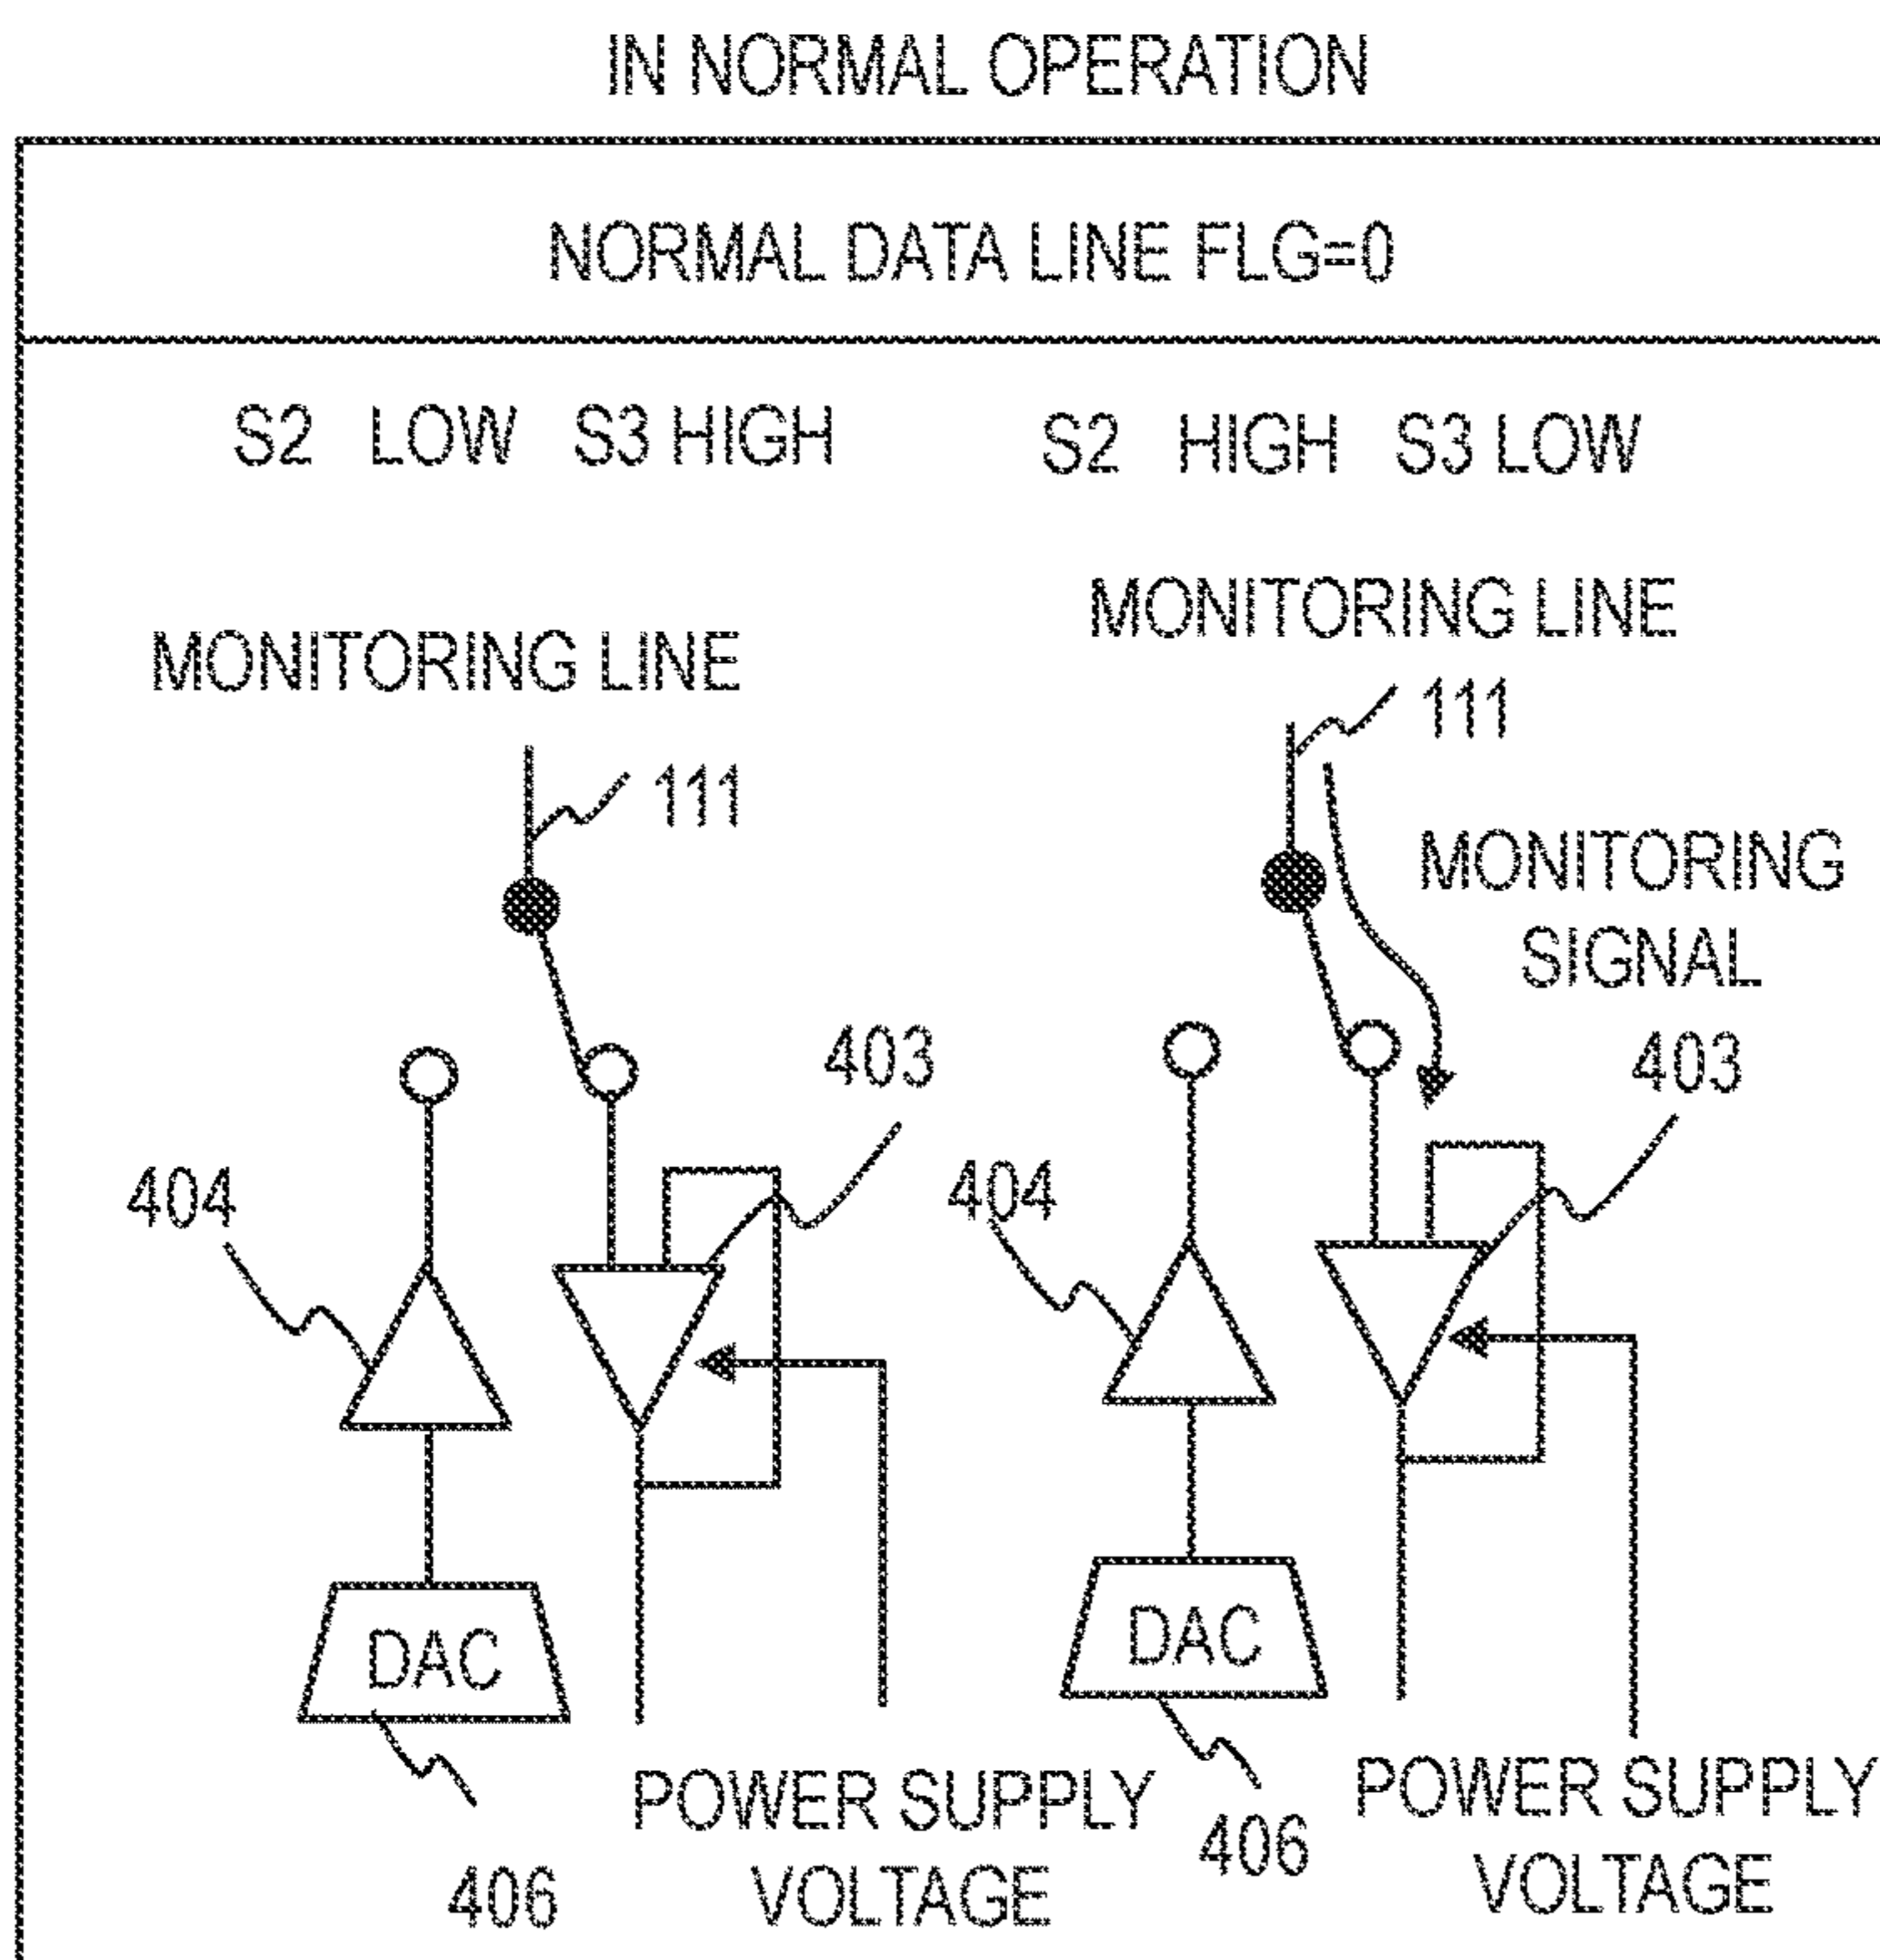 IN NORMAL OPERATION
NORMAL DATA LINE FLG=0
S2 LOW S3 HIGH
S2 HIGH S3 LOW
MONITORING LINE
111
404
403
DAC
406
POWER SUPPLY
VOLTAGE
MONITORING LINE
111
MONITORING
SIGNAL
403
404
DAC
406
POWER SUPPLY
VOLTAGE